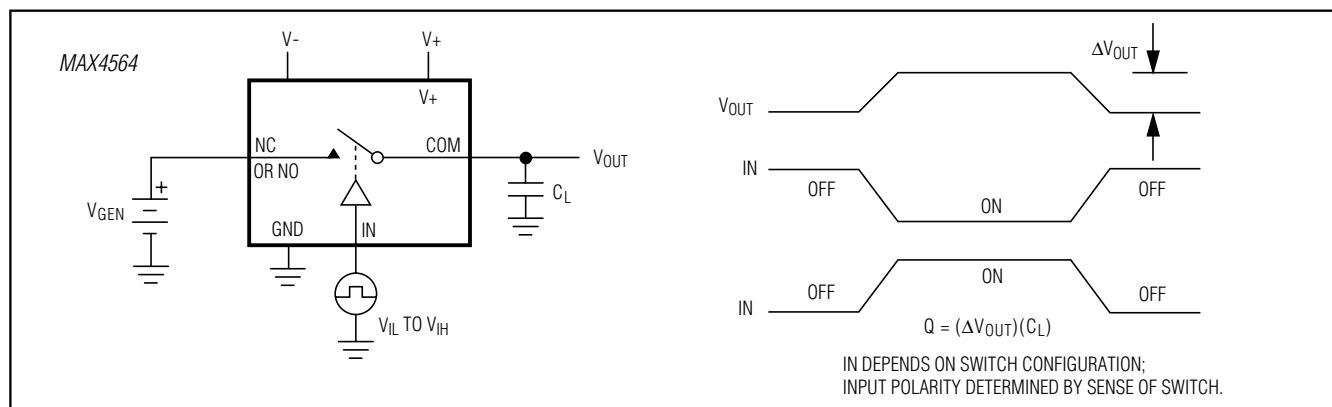 MAX4564
V-
V+
V+
NC
OR NO
COM
VOUT
CL
VGEN
+
GND
IN
VIL TO VIH
ΔVOUT
VOUT
IN
OFF
ON
OFF
IN
OFF
ON
OFF
Q = (ΔVOUT)(CL)
IN DEPENDS ON SWITCH CONFIGURATION;
INPUT POLARITY DETERMINED BY SENSE OF SWITCH.